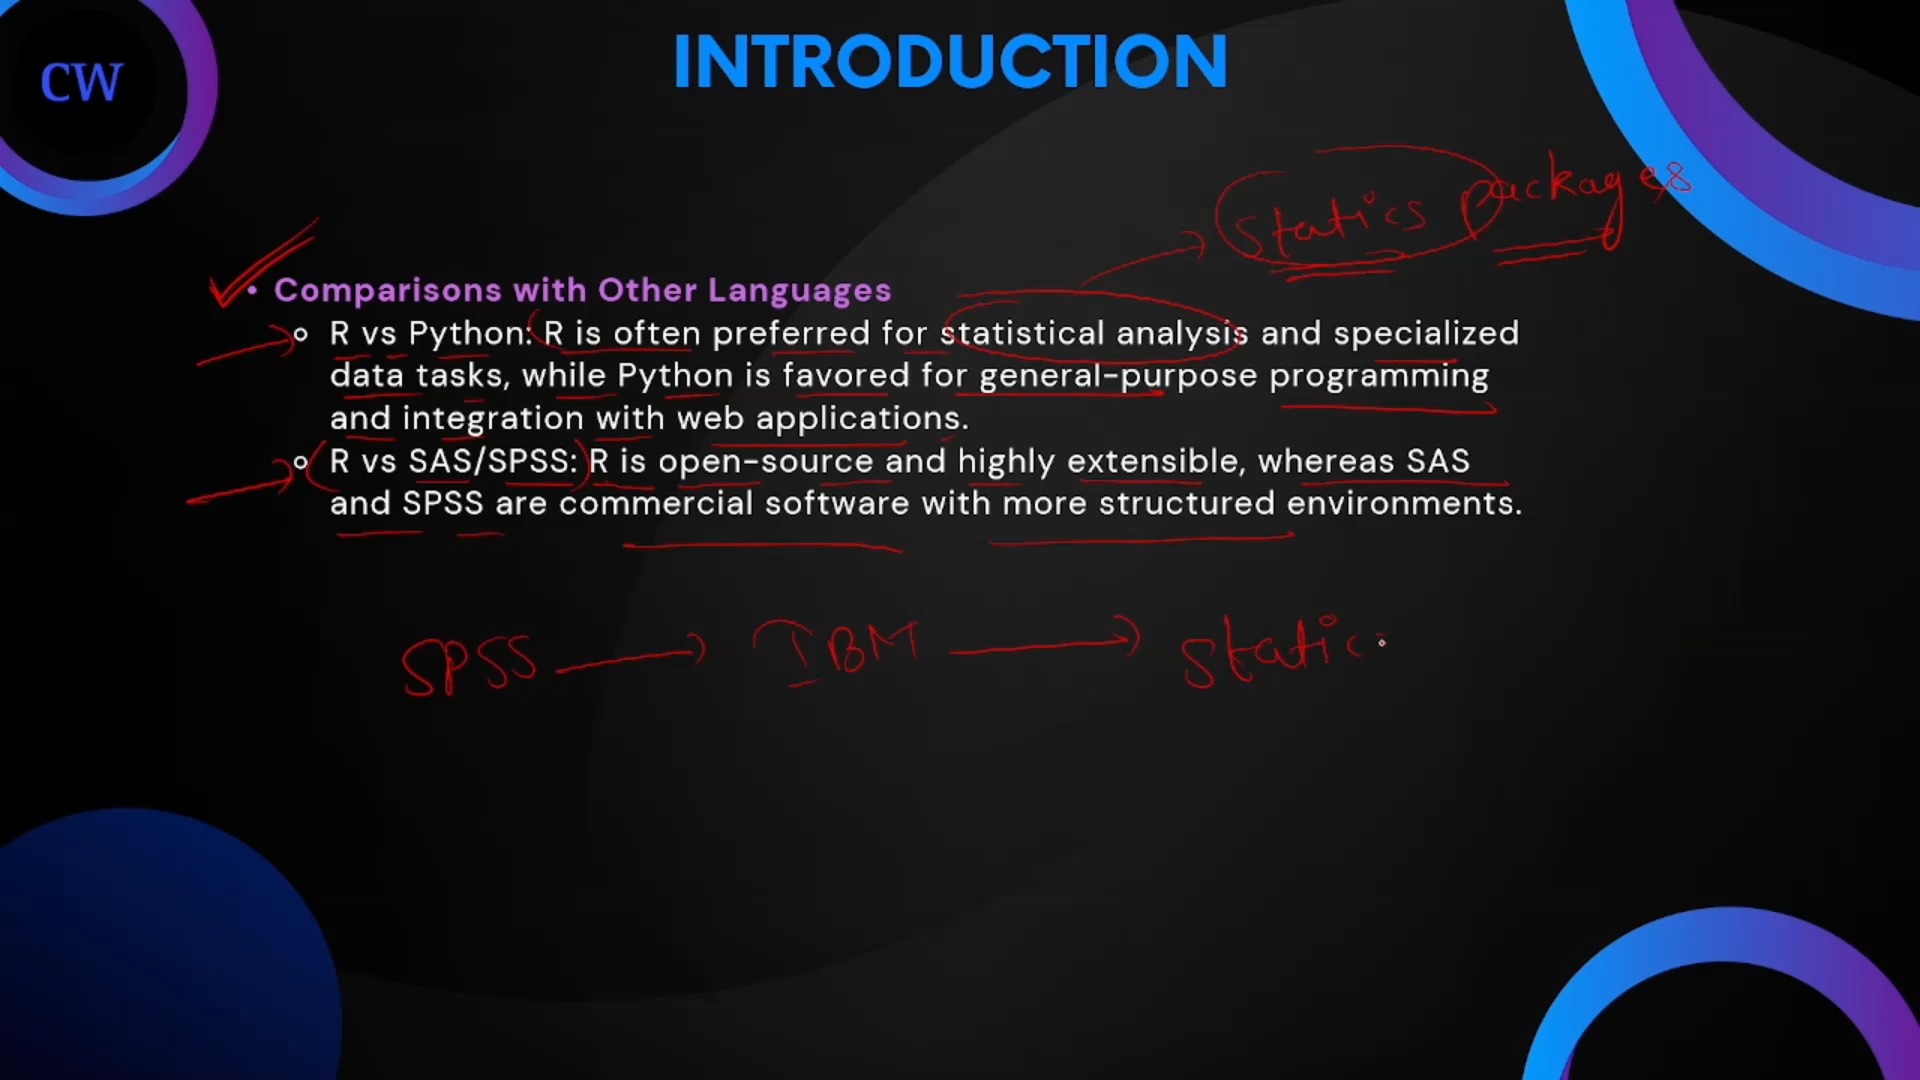 CW
INTRODUCTION
Statics packages
• Comparisons with Other Languages
R vs Python: R is often preferred for statistical analysis and specialized
data tasks, while Python is favored for general-purpose programming
and integration with web applications.
R vs SAS/SPSS: R is open-source and highly extensible, whereas SAS
and SPSS are commercial software with more structured environments.
SPSS → IBM → Static